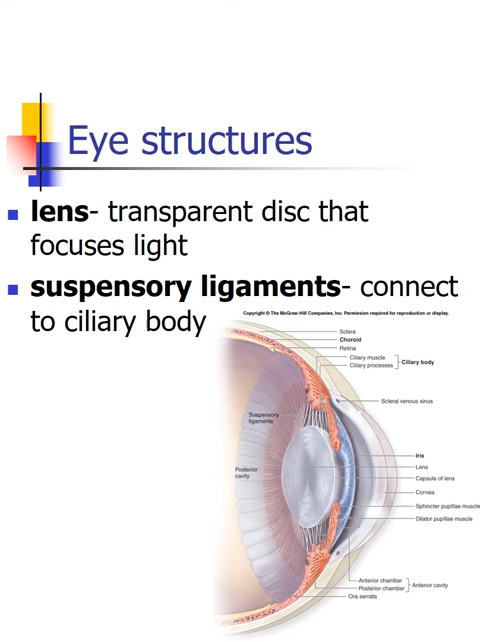 Eye structures
lens- transparent disc that
focuses light
suspensory ligaments- connect
to ciliary body
Copyright © The McGraw-Hill Companies, Inc. Permission required for reproduction or display.
Sclera
Choroid
Retina
Ciliary muscle
Ciliary processes
Ciliary body
Scleral venous sinus
Suspensory
ligaments
Iris
Lens
Posterior
cavity
Capsule of lens
Cornea
Sphincter pupillae muscle
Dilator pupillae muscle
Anterior chamber
Posterior chamber
Anterior cavity
Ora serrata